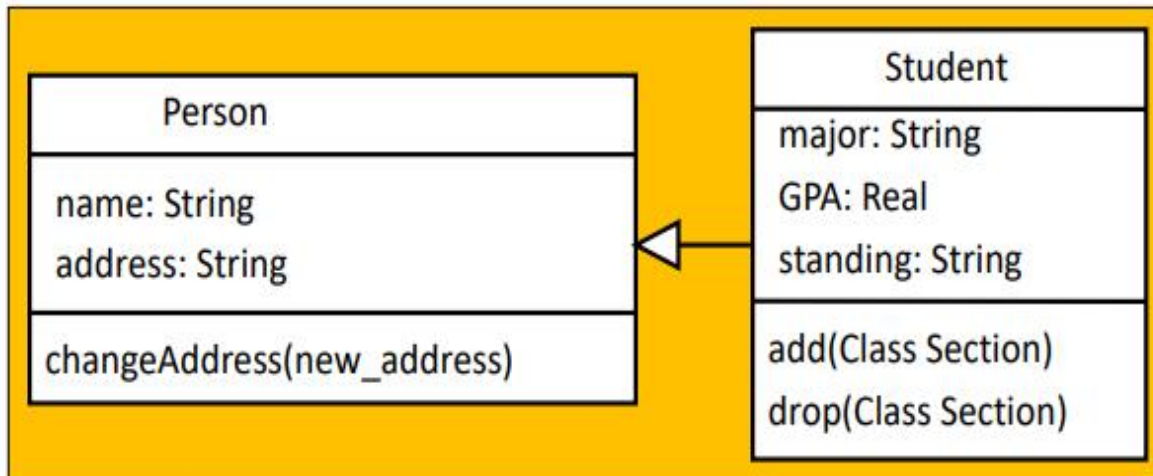 Person
name: String
address: String
changeAddress(new_address)
Student
major: String
GPA: Real
standing: String
add(Class Section)
drop(Class Section)